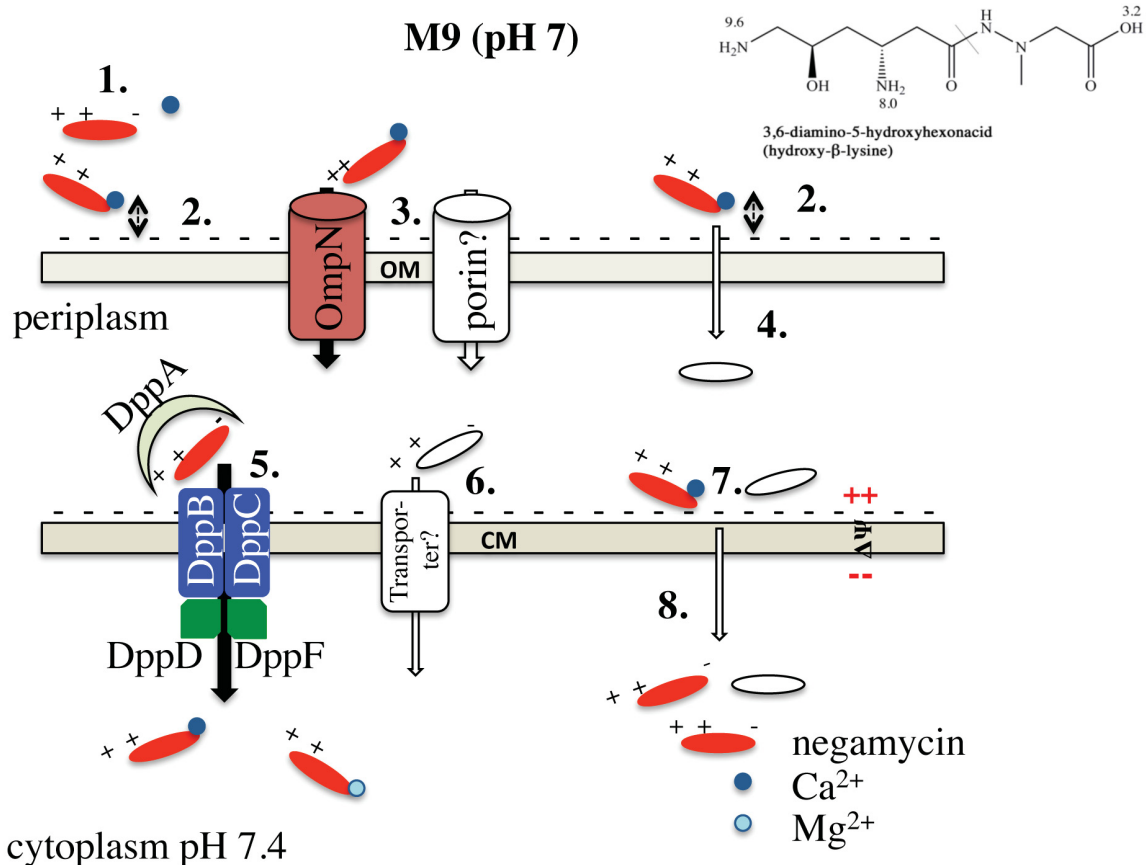 M9 (pH 7)
9.6
H₂N
OH
NH₂
8.0
O
H
N
N
O
3.2
OH
3,6-diamino-5-hydroxyhexonacid
(hydroxy-β-lysine)
1.
+ + -
+ +
2.
3.
+ +
2.
OmpN
OM
porin?
periplasm
4.
DppA
-
+ +
5.
+ + -
6.
+ +
7.
DppB
DppC
Transpor-
ter?
CM
++
Δψ
--
8.
DppD
DppF
+ + -
+ +
+ +
+ + -
negamycin
Ca²⁺
Mg²⁺
cytoplasm pH 7.4